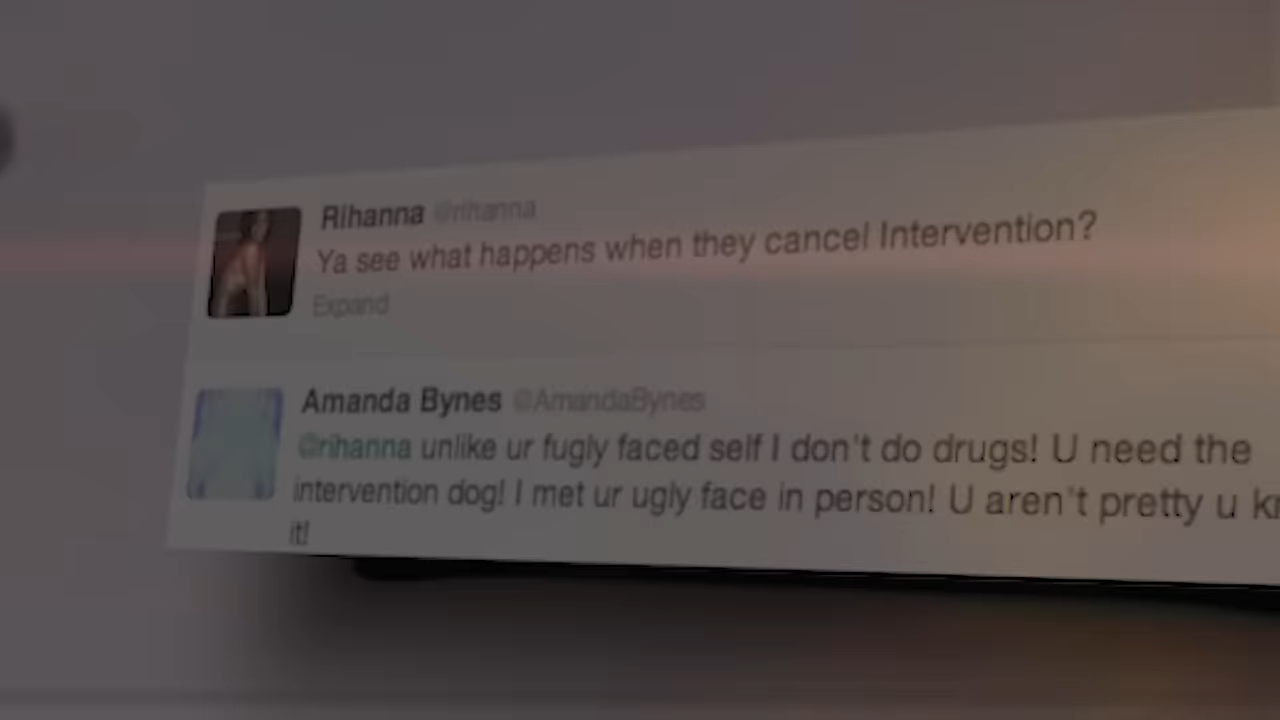 Rihanna @rihanna
Ya see what happens when they cancel Intervention?
Expand
Amanda Bynes @AmandaBynes
@rihanna unlike ur fugly faced self I don't do drugs! U need the
intervention dog! I met ur ugly face in person! U aren't pretty u
it!